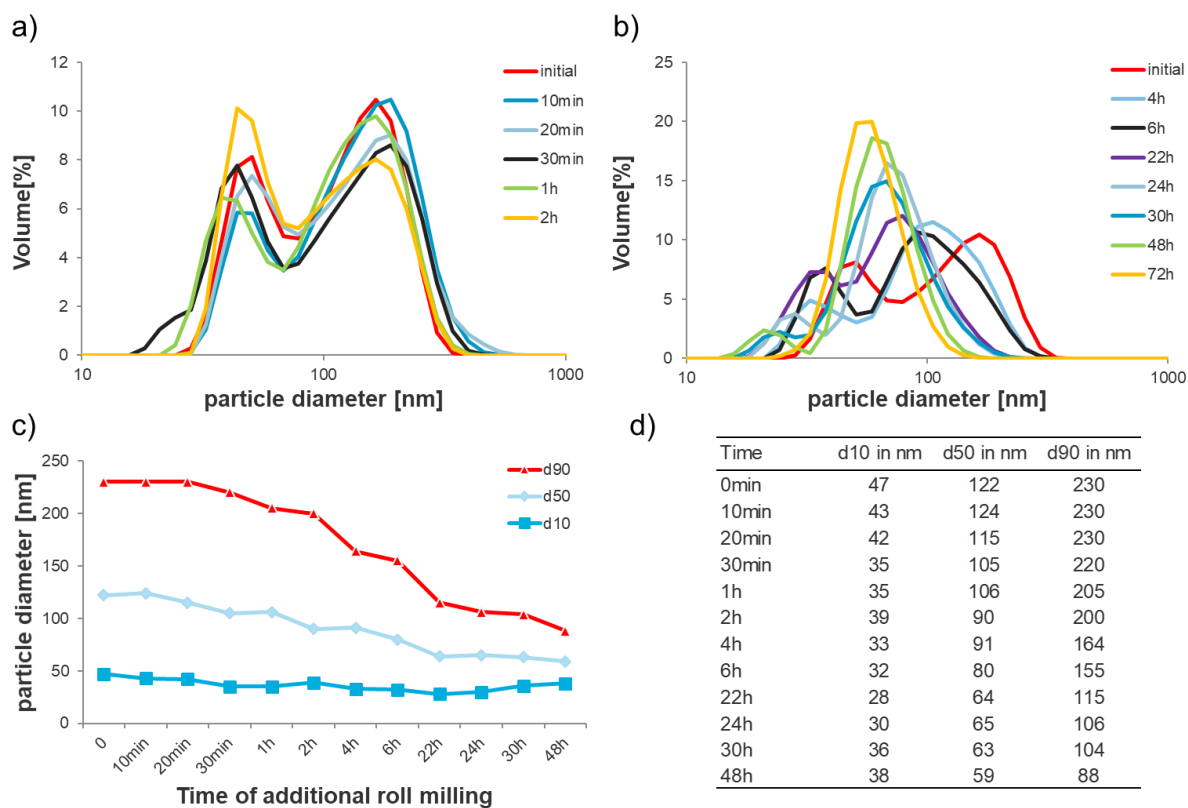 a)
12
10
8
6
4
2
0
Volume[%]
10
100
1000
particle diameter [nm]
initial
10min
20min
30min
1h
2h
b)
25
20
15
10
5
0
Volume[%]
10
100
1000
particle diameter [nm]
initial
4h
6h
22h
24h
30h
48h
72h
c)
250
200
150
100
50
0
particle diameter [nm]
d90
d50
d10
0
10min
20min
30min
1h
2h
4h
6h
22h
24h
30h
48h
Time of additional roll milling
d)
Time d10 in nm d50 in nm d90 in nm
0min 47 122 230
10min 43 124 230
20min 42 115 230
30min 35 105 220
1h 35 106 205
2h 39 90 200
4h 33 91 164
6h 32 80 155
22h 28 64 115
24h 30 65 106
30h 36 63 104
48h 38 59 88